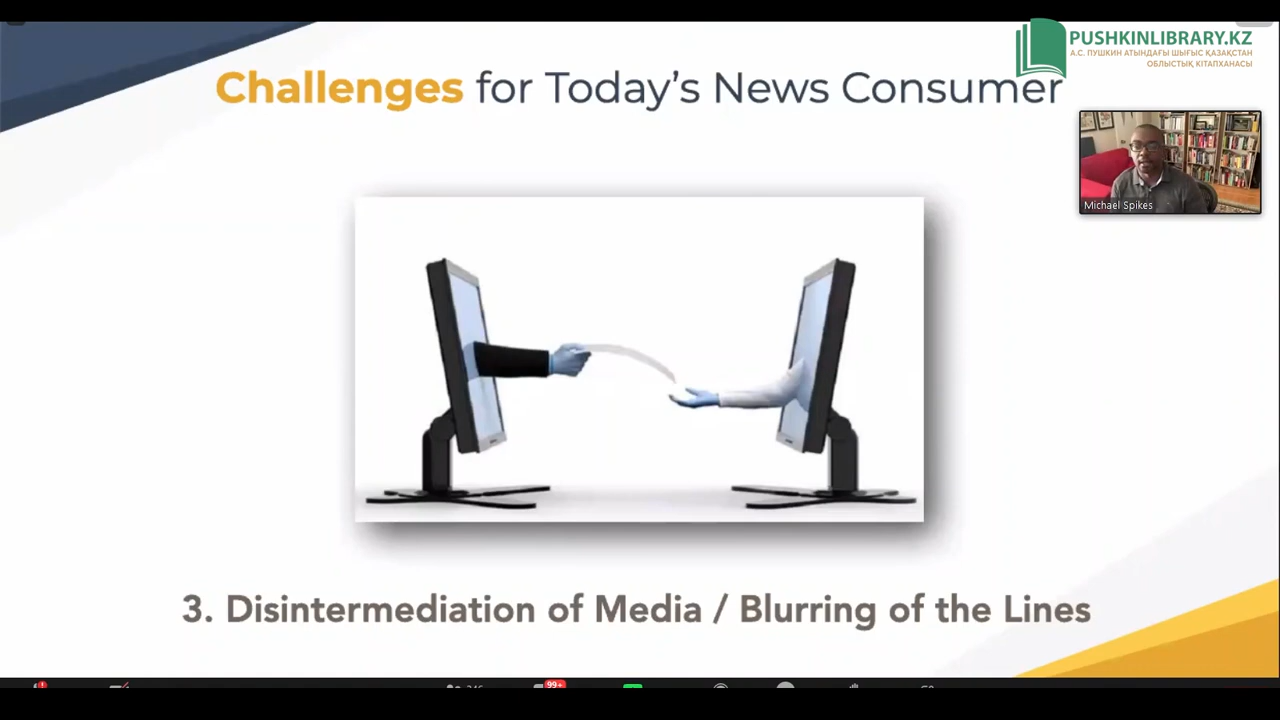 PUSHKINLIBRARY.KZ
А.С. ПУШКИН АТЫНДАҒЫ ШЫҒЫС ҚАЗАҚСТАН
ОБЛЫСТЫҚ КІТАПХАНАСЫ
Challenges for Today's News Consumer
Michael Spikes
3. Disintermediation of Media / Blurring of the Lines
99+